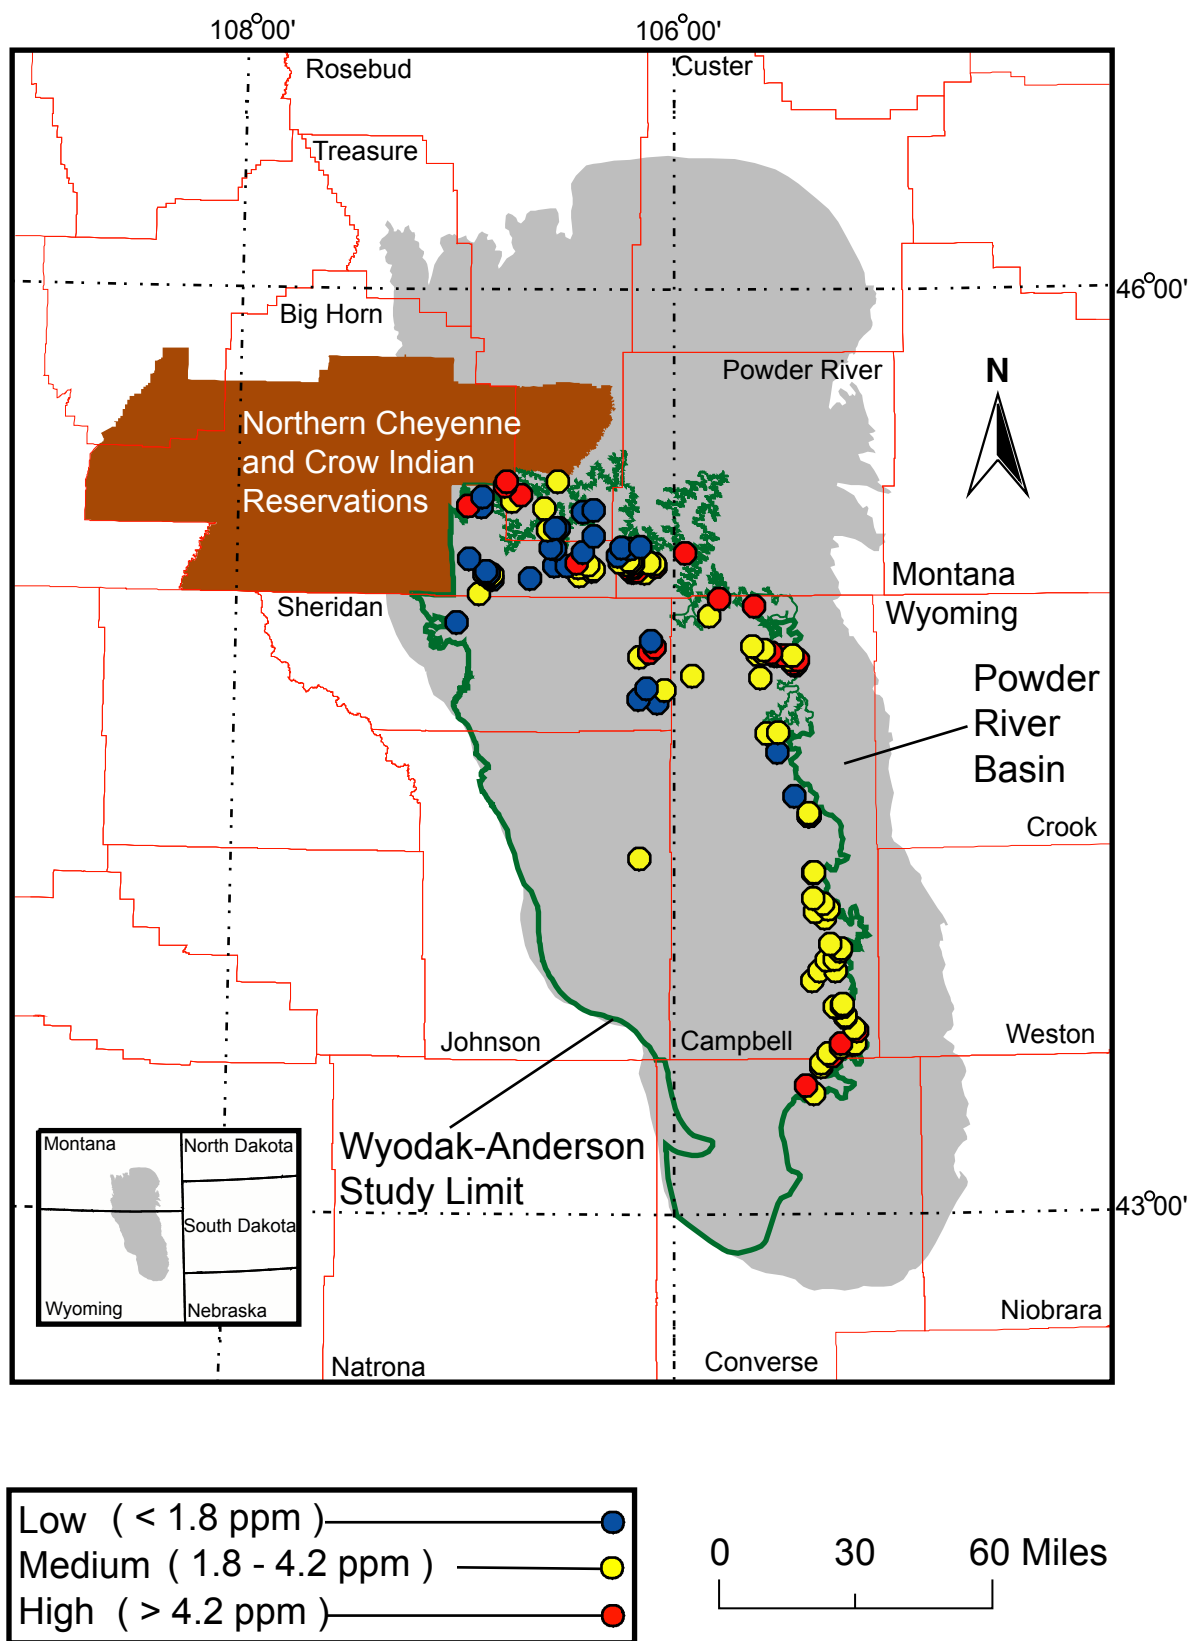 108°00'
106°00'
Rosebud
Custer
Treasure
46°00'
Big Horn
Powder River
N
Northern Cheyenne
and Crow Indian
Reservations
Montana
Sheridan
Wyoming
Powder
River
Basin
Crook
Johnson
Campbell
Weston
Wyodak-Anderson
Study Limit
Montana
North Dakota
South Dakota
Wyoming
Nebraska
43°00'
Niobrara
Natrona
Converse
Low ( < 1.8 ppm )
Medium ( 1.8 - 4.2 ppm )
High ( > 4.2 ppm )
0 30 60 Miles